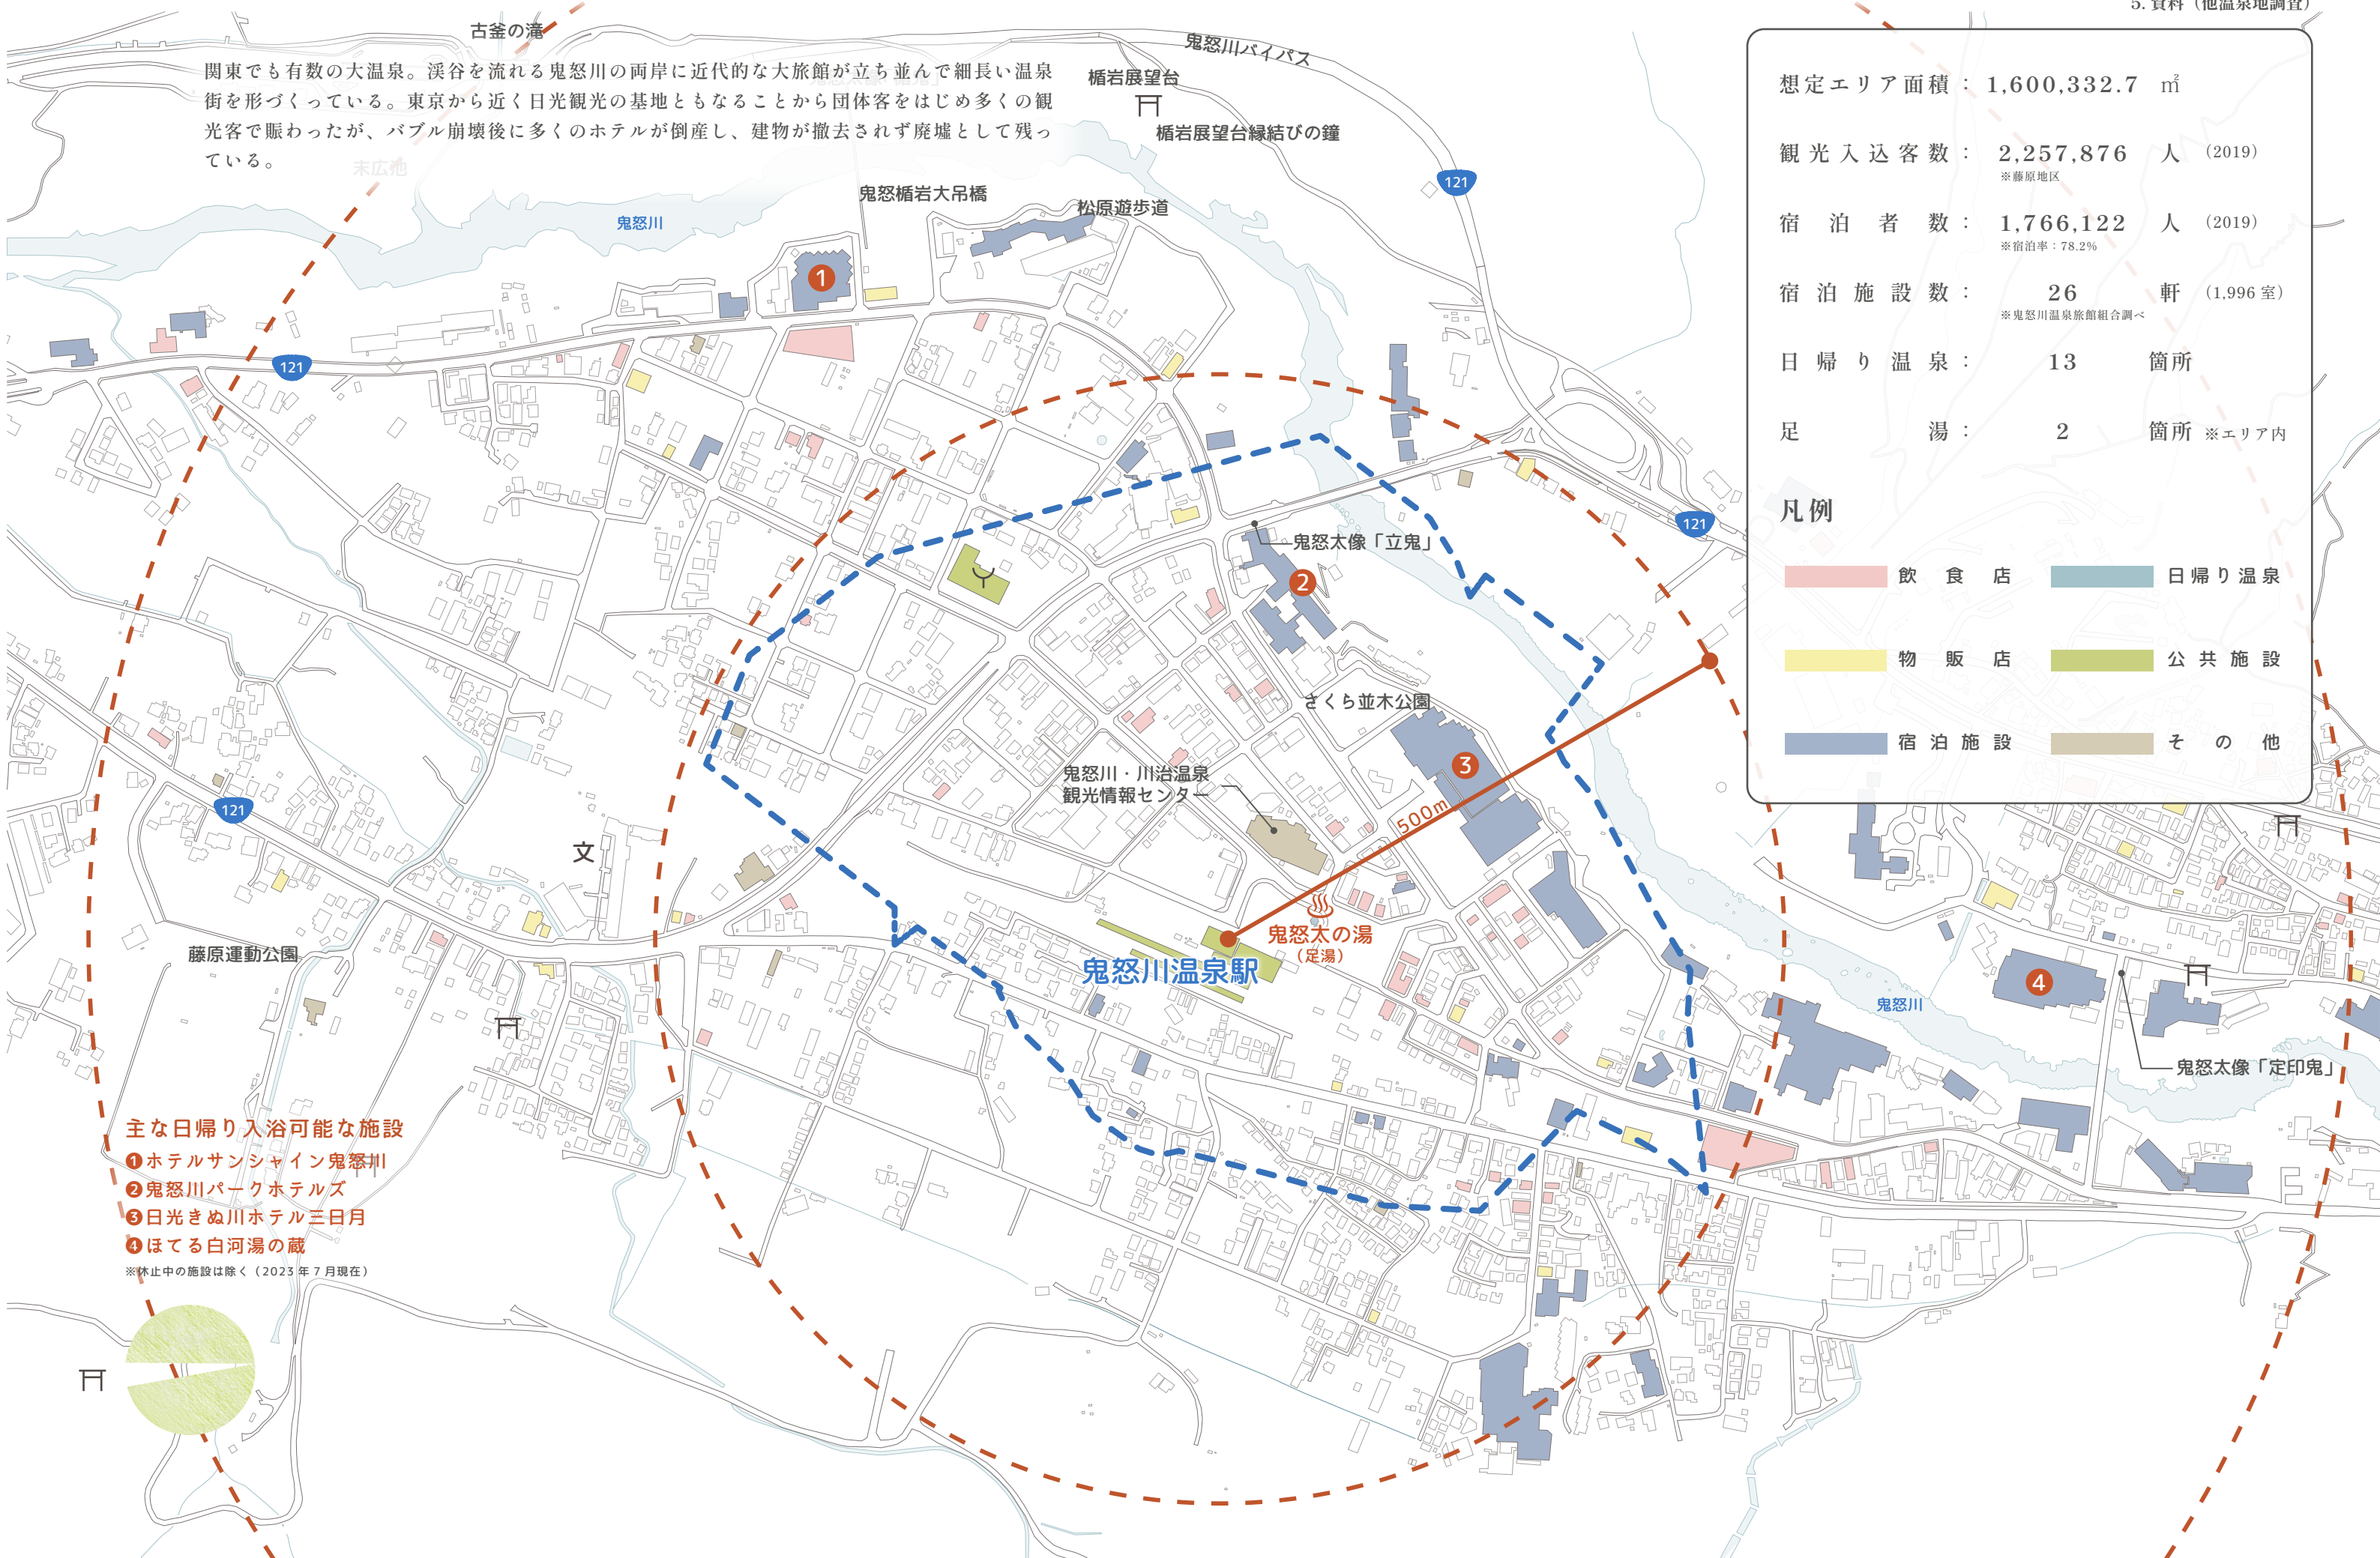 5. 資料（他温泉地調査）
古釜の滝
関東でも有数の大温泉。渓谷を流れる鬼怒川の両岸に近代的な大旅館が立ち並んで細長い温泉
街を形づくっている。東京から近く日光観光の基地ともなることから団体客をはじめ多くの観
光客で賑わったが、バブル崩壊後に多くのホテルが倒産し、建物が撤去されず廃墟として残っ
ている。
末広池
鬼怒川バイパス
楯岩展望台
楯岩展望台縁結びの鐘
121
鬼怒楯岩大吊橋
松原遊歩道
鬼怒川
1
121
鬼怒太像「立鬼」
121
2
さくら並木公園
3
鬼怒川・川治温泉
観光情報センター
500m
121
文
鬼怒太の湯
（足湯）
鬼怒川温泉駅
藤原運動公園
4
鬼怒川
鬼怒太像「定印鬼」
想定エリア面積： 1,600,332.7 ㎡
観光入込客数： 2,257,876 人 （2019）
※藤原地区
宿泊者数： 1,766,122 人 （2019）
※宿泊率：78.2%
宿泊施設数： 26 軒 （1,996 室）
※鬼怒川温泉旅館組合調べ
日帰り温泉： 13 箇所
足湯： 2 箇所 ※エリア内
凡例
飲食店 日帰り温泉
物販店 公共施設
宿泊施設 その他
主な日帰り入浴可能な施設
❶ホテルサンシャイン鬼怒川
❷鬼怒川パークホテルズ
❸日光きぬ川ホテル三日月
❹ほてる白河湯の蔵
※休止中の施設は除く（2023 年 7 月現在）